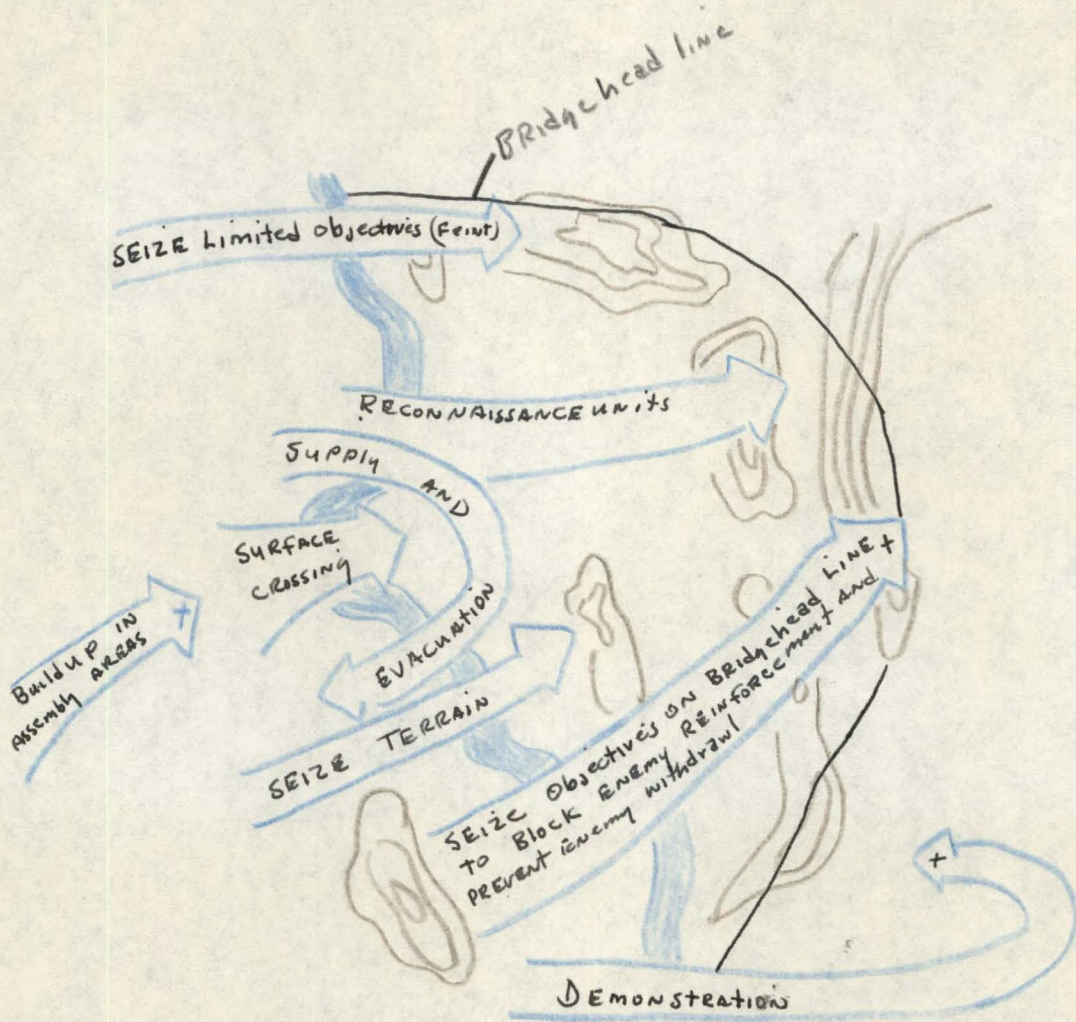 BRidgehead line
SEIZE Limited objectives (Feint)
RECONNAISSANCE units
SUPPly AND EVACUATION
SURFACE
CROSSING
+
BuildUP IN
Assembly AREAS
SEIZE TERRAIN
+
SEIZE Objectives ON BRidgehead LINE
to BLOCK ENEMY REINFORCEMENT AND
PREVENT ENEMY withdrawl
+
DEMONSTRATION